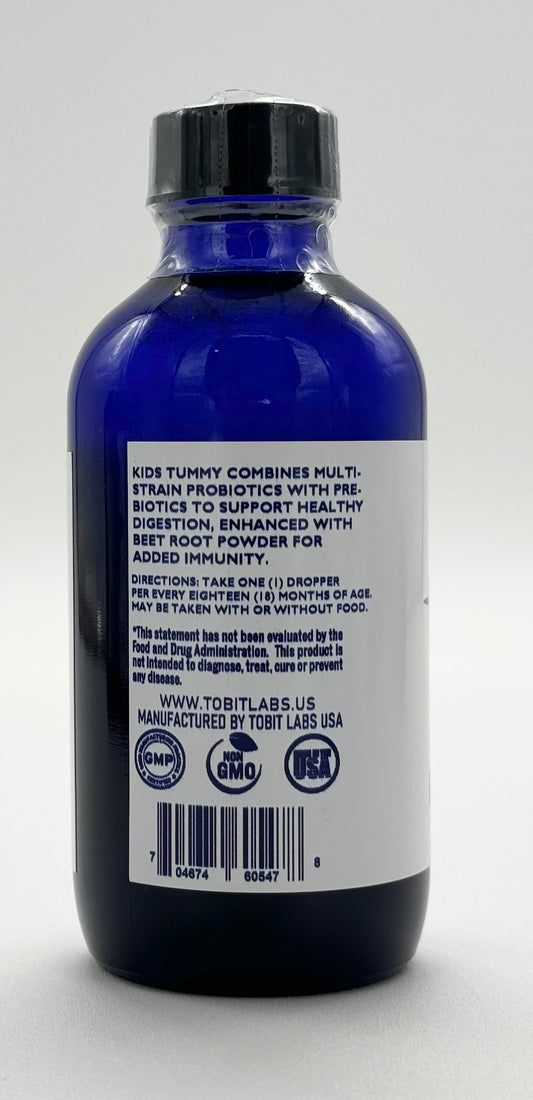 KIDS TUMMY COMBINES MULTI-
STRAIN PROBIOTICS WITH PRE-
BIOTICS TO SUPPORT HEALTHY
DIGESTION, ENHANCED WITH
BEET ROOT POWDER FOR
ADDED IMMUNITY.
DIRECTIONS: TAKE ONE (1) DROPPER
PER EVERY EIGHTEEN (18) MONTHS OF AGE.
MAY BE TAKEN WITH OR WITHOUT FOOD.
*This statement has not been evaluated by the
Food and Drug Administration. This product is
not intended to diagnose, treat, cure or prevent
any disease.
WWW.TOBITLABS.US
MANUFACTURED BY TOBIT LABS USA
GMP
NON
GMO
USA
7 04674 60547 8